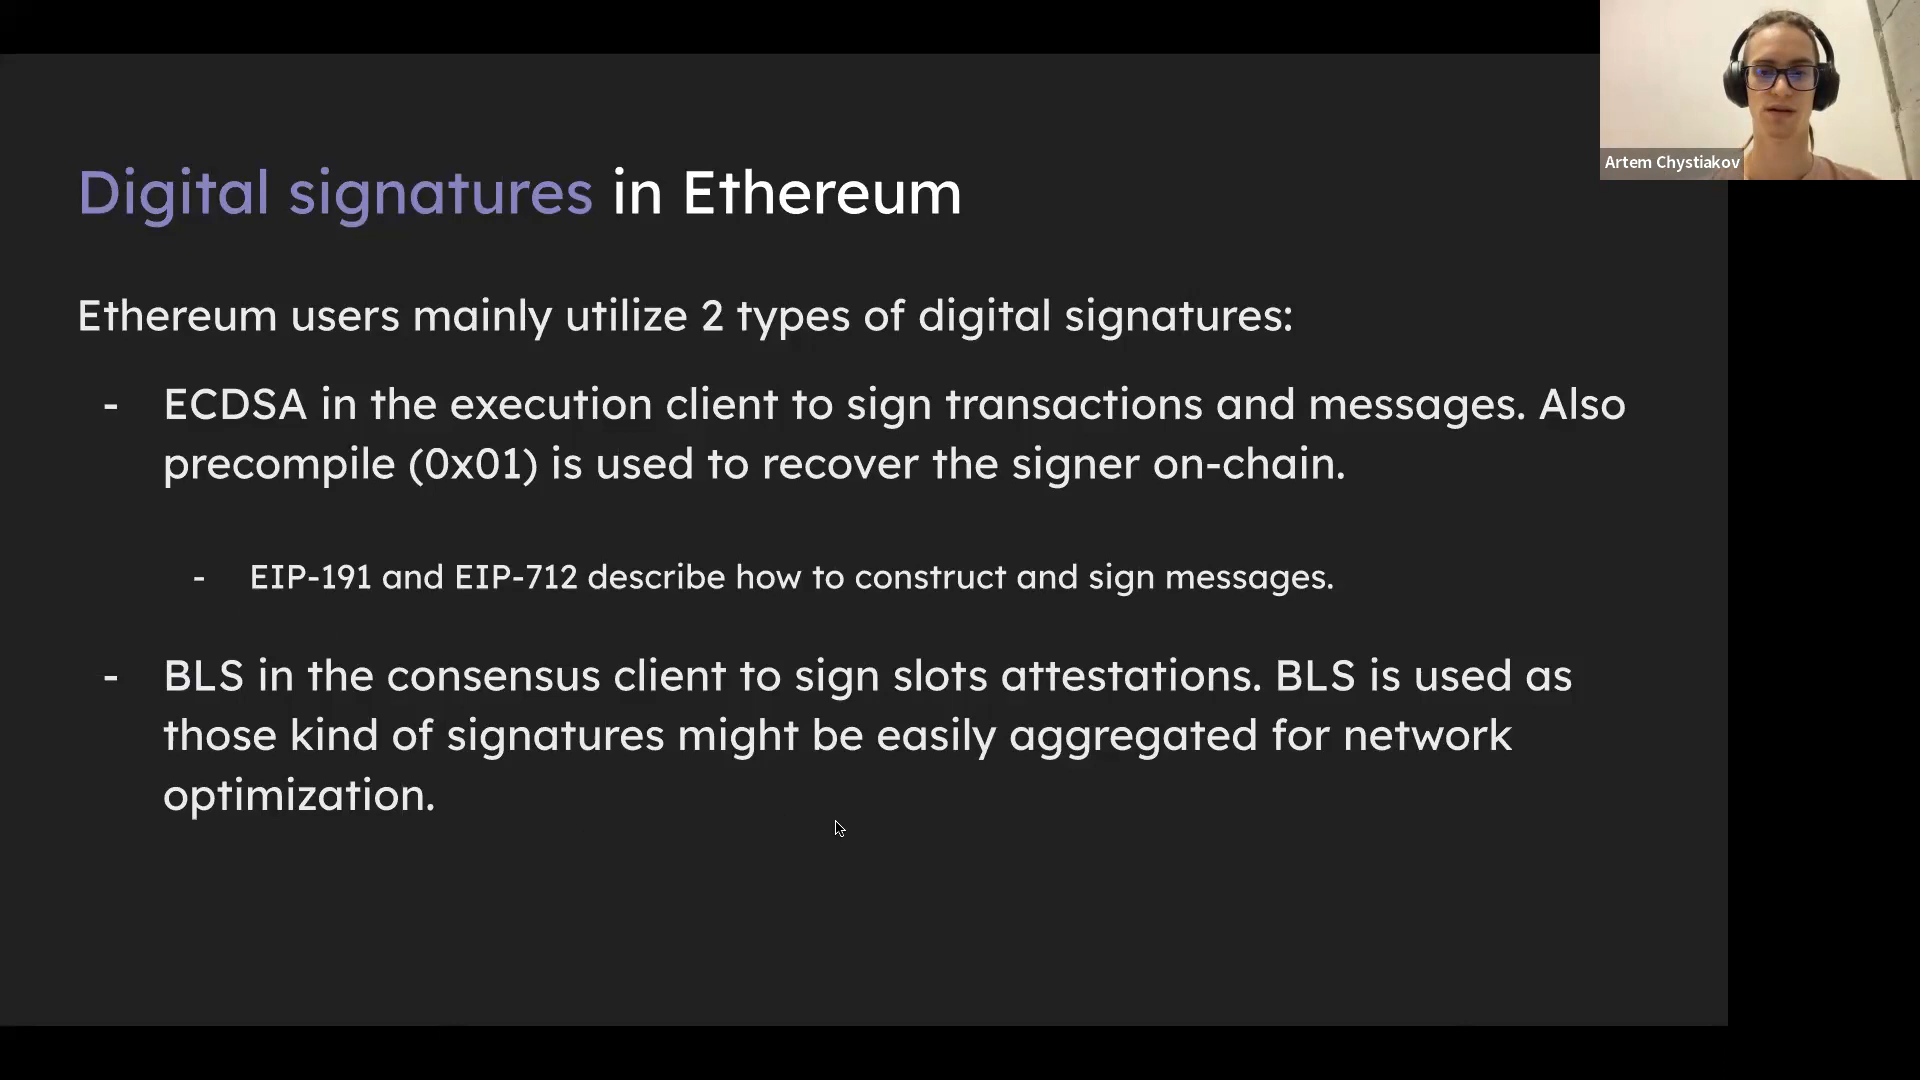 Artem Chystiakov
Digital signatures in Ethereum
Ethereum users mainly utilize 2 types of digital signatures:
- ECDSA in the execution client to sign transactions and messages. Also
precompile (0x01) is used to recover the signer on-chain.
- EIP-191 and EIP-712 describe how to construct and sign messages.
- BLS in the consensus client to sign slots attestations. BLS is used as
those kind of signatures might be easily aggregated for network
optimization.